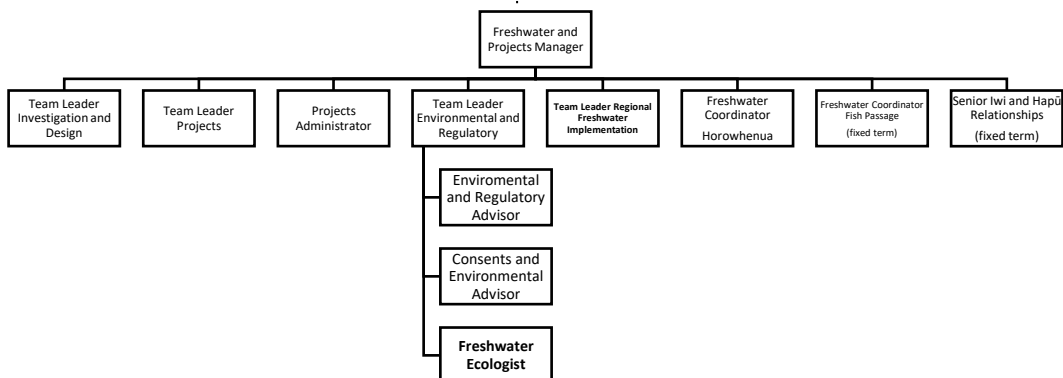 Freshwater and
Projects Manager
Team Leader
Investigation and
Design
Team Leader
Projects
Projects
Administrator
Team Leader
Environmental and
Regulatory
Team Leader Regional
Freshwater
Implementation
Freshwater
Coordinator
Horowhenua
Freshwater Coordinator
Fish Passage
(fixed term)
Senior Iwi and Hapū
Relationships
(fixed term)
Enviromental
and Regulatory
Advisor
Consents and
Environmental
Advisor
Freshwater
Ecologist